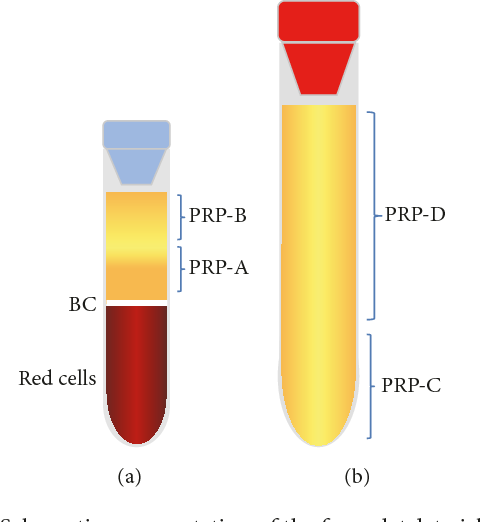 PRP-B
PRP-D
PRP-A
BC
Red cells
PRP-C
(a)
(b)